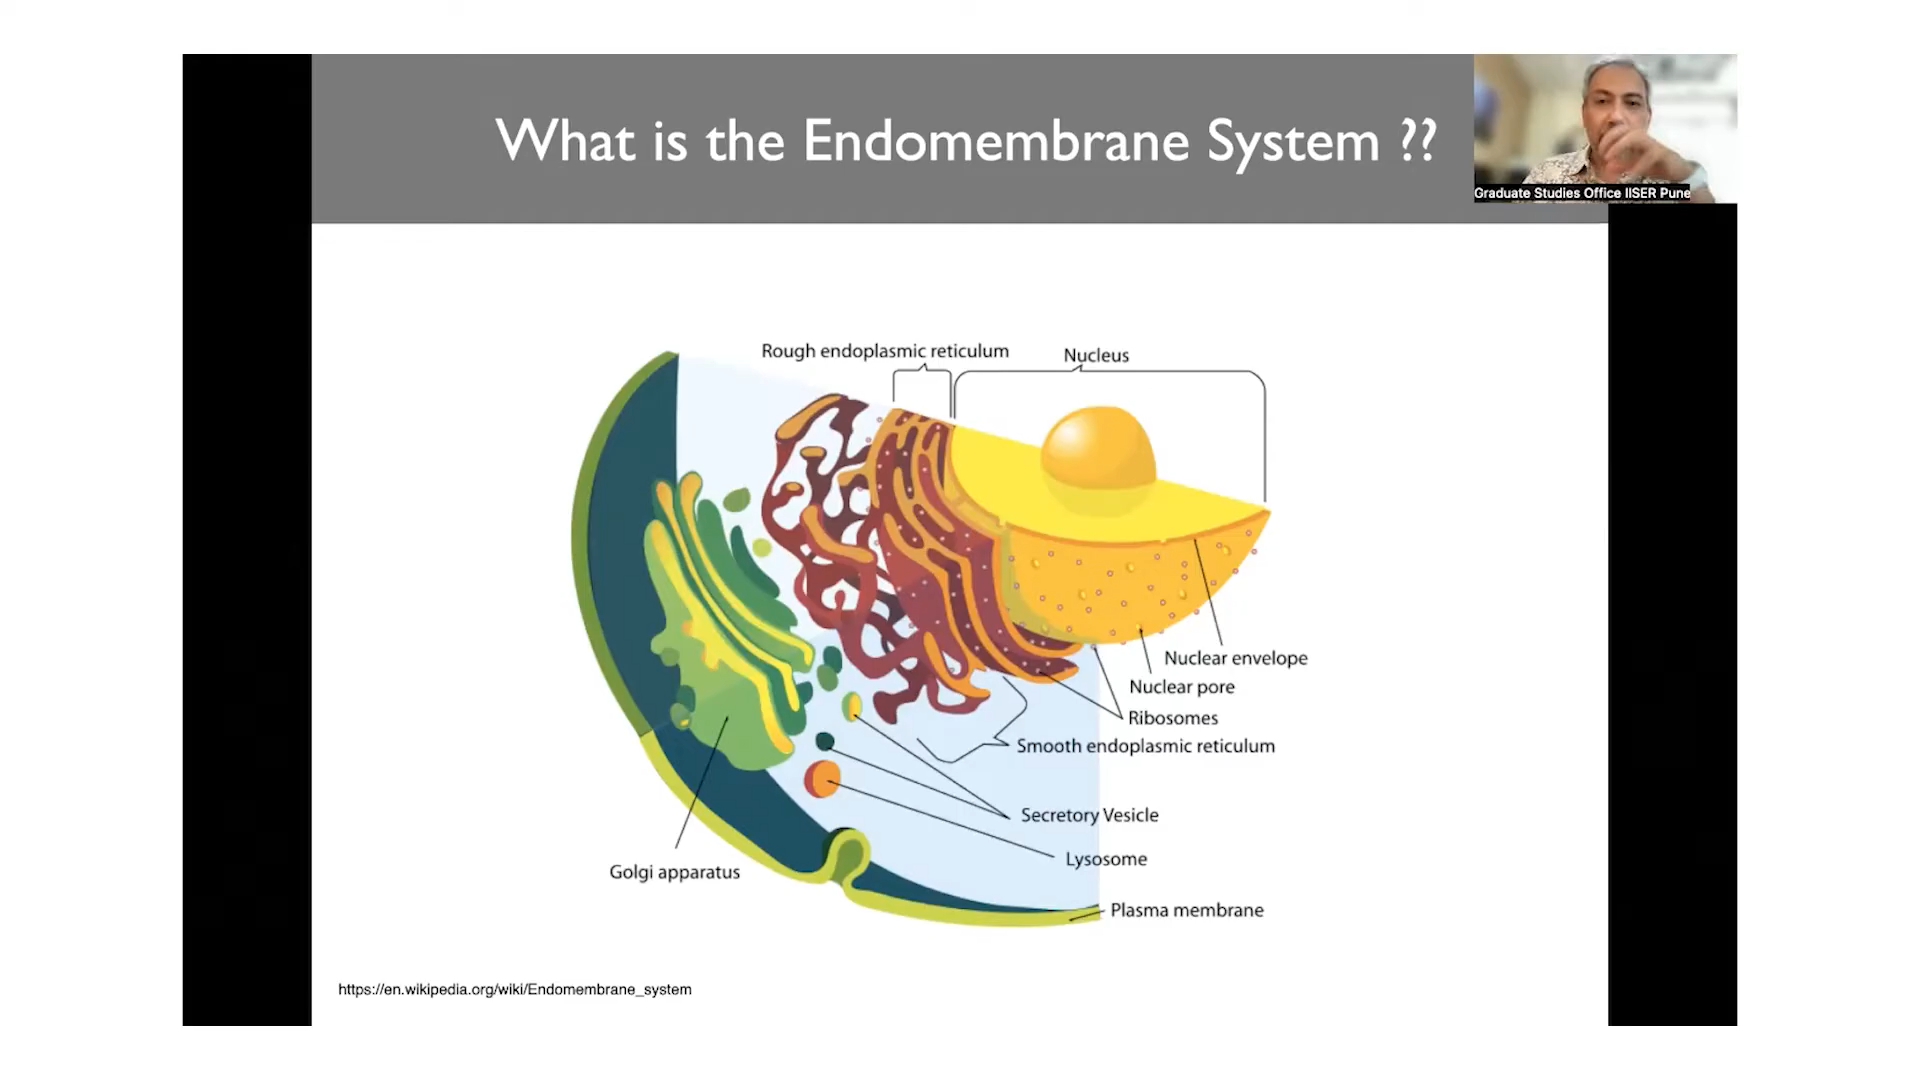 What is the Endomembrane System ??
Graduate Studies Office IISER Pune
Rough endoplasmic reticulum
Nucleus
Nuclear envelope
Nuclear pore
Ribosomes
Smooth endoplasmic reticulum
Secretory Vesicle
Lysosome
Golgi apparatus
Plasma membrane
https://en.wikipedia.org/wiki/Endomembrane_system